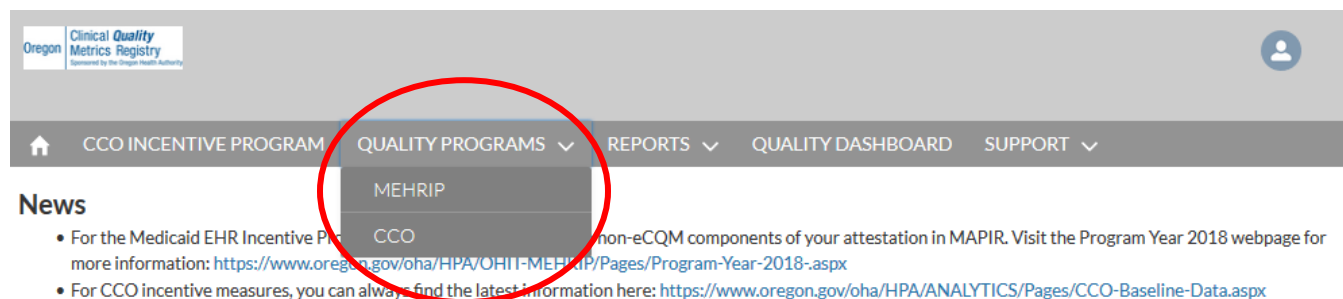 Oregon
Clinical Quality
Metrics Registry
Sponsored by the Oregon Health Authority
CCO INCENTIVE PROGRAM QUALITY PROGRAMS REPORTS QUALITY DASHBOARD SUPPORT
MEHRIP
CCO
News
• For the Medicaid EHR Incentive P non-eCQM components of your attestation in MAPIR. Visit the Program Year 2018 webpage for
more information: https://www.oregon.gov/oha/HPA/OHIT-MEHRIP/Pages/Program-Year-2018-.aspx
• For CCO incentive measures, you can always find the latest information here: https://www.oregon.gov/oha/HPA/ANALYTICS/Pages/CCO-Baseline-Data.aspx